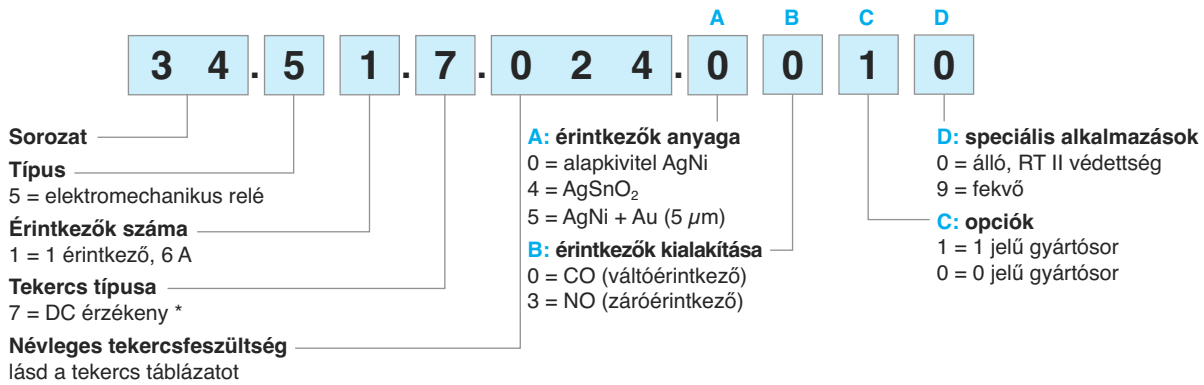 A B C D
3 4 . 5 1 . 7 . 0 2 4 . 0 0 1 0
Sorozat
Típus
5 = elektromechanikus relé
Érintkezők száma
1 = 1 érintkező, 6 A
Tekercs típusa
7 = DC érzékeny *
Névleges tekercsfeszültség
lásd a tekercs táblázatot
A: érintkezők anyaga
0 = alapkivitel AgNi
4 = AgSnO₂
5 = AgNi + Au (5 µm)
B: érintkezők kialakítása
0 = CO (váltóérintkező)
3 = NO (záróérintkező)
D: speciális alkalmazások
0 = álló, RT II védettség
9 = fekvő
C: opciók
1 = 1 jelű gyártósor
0 = 0 jelű gyártósor